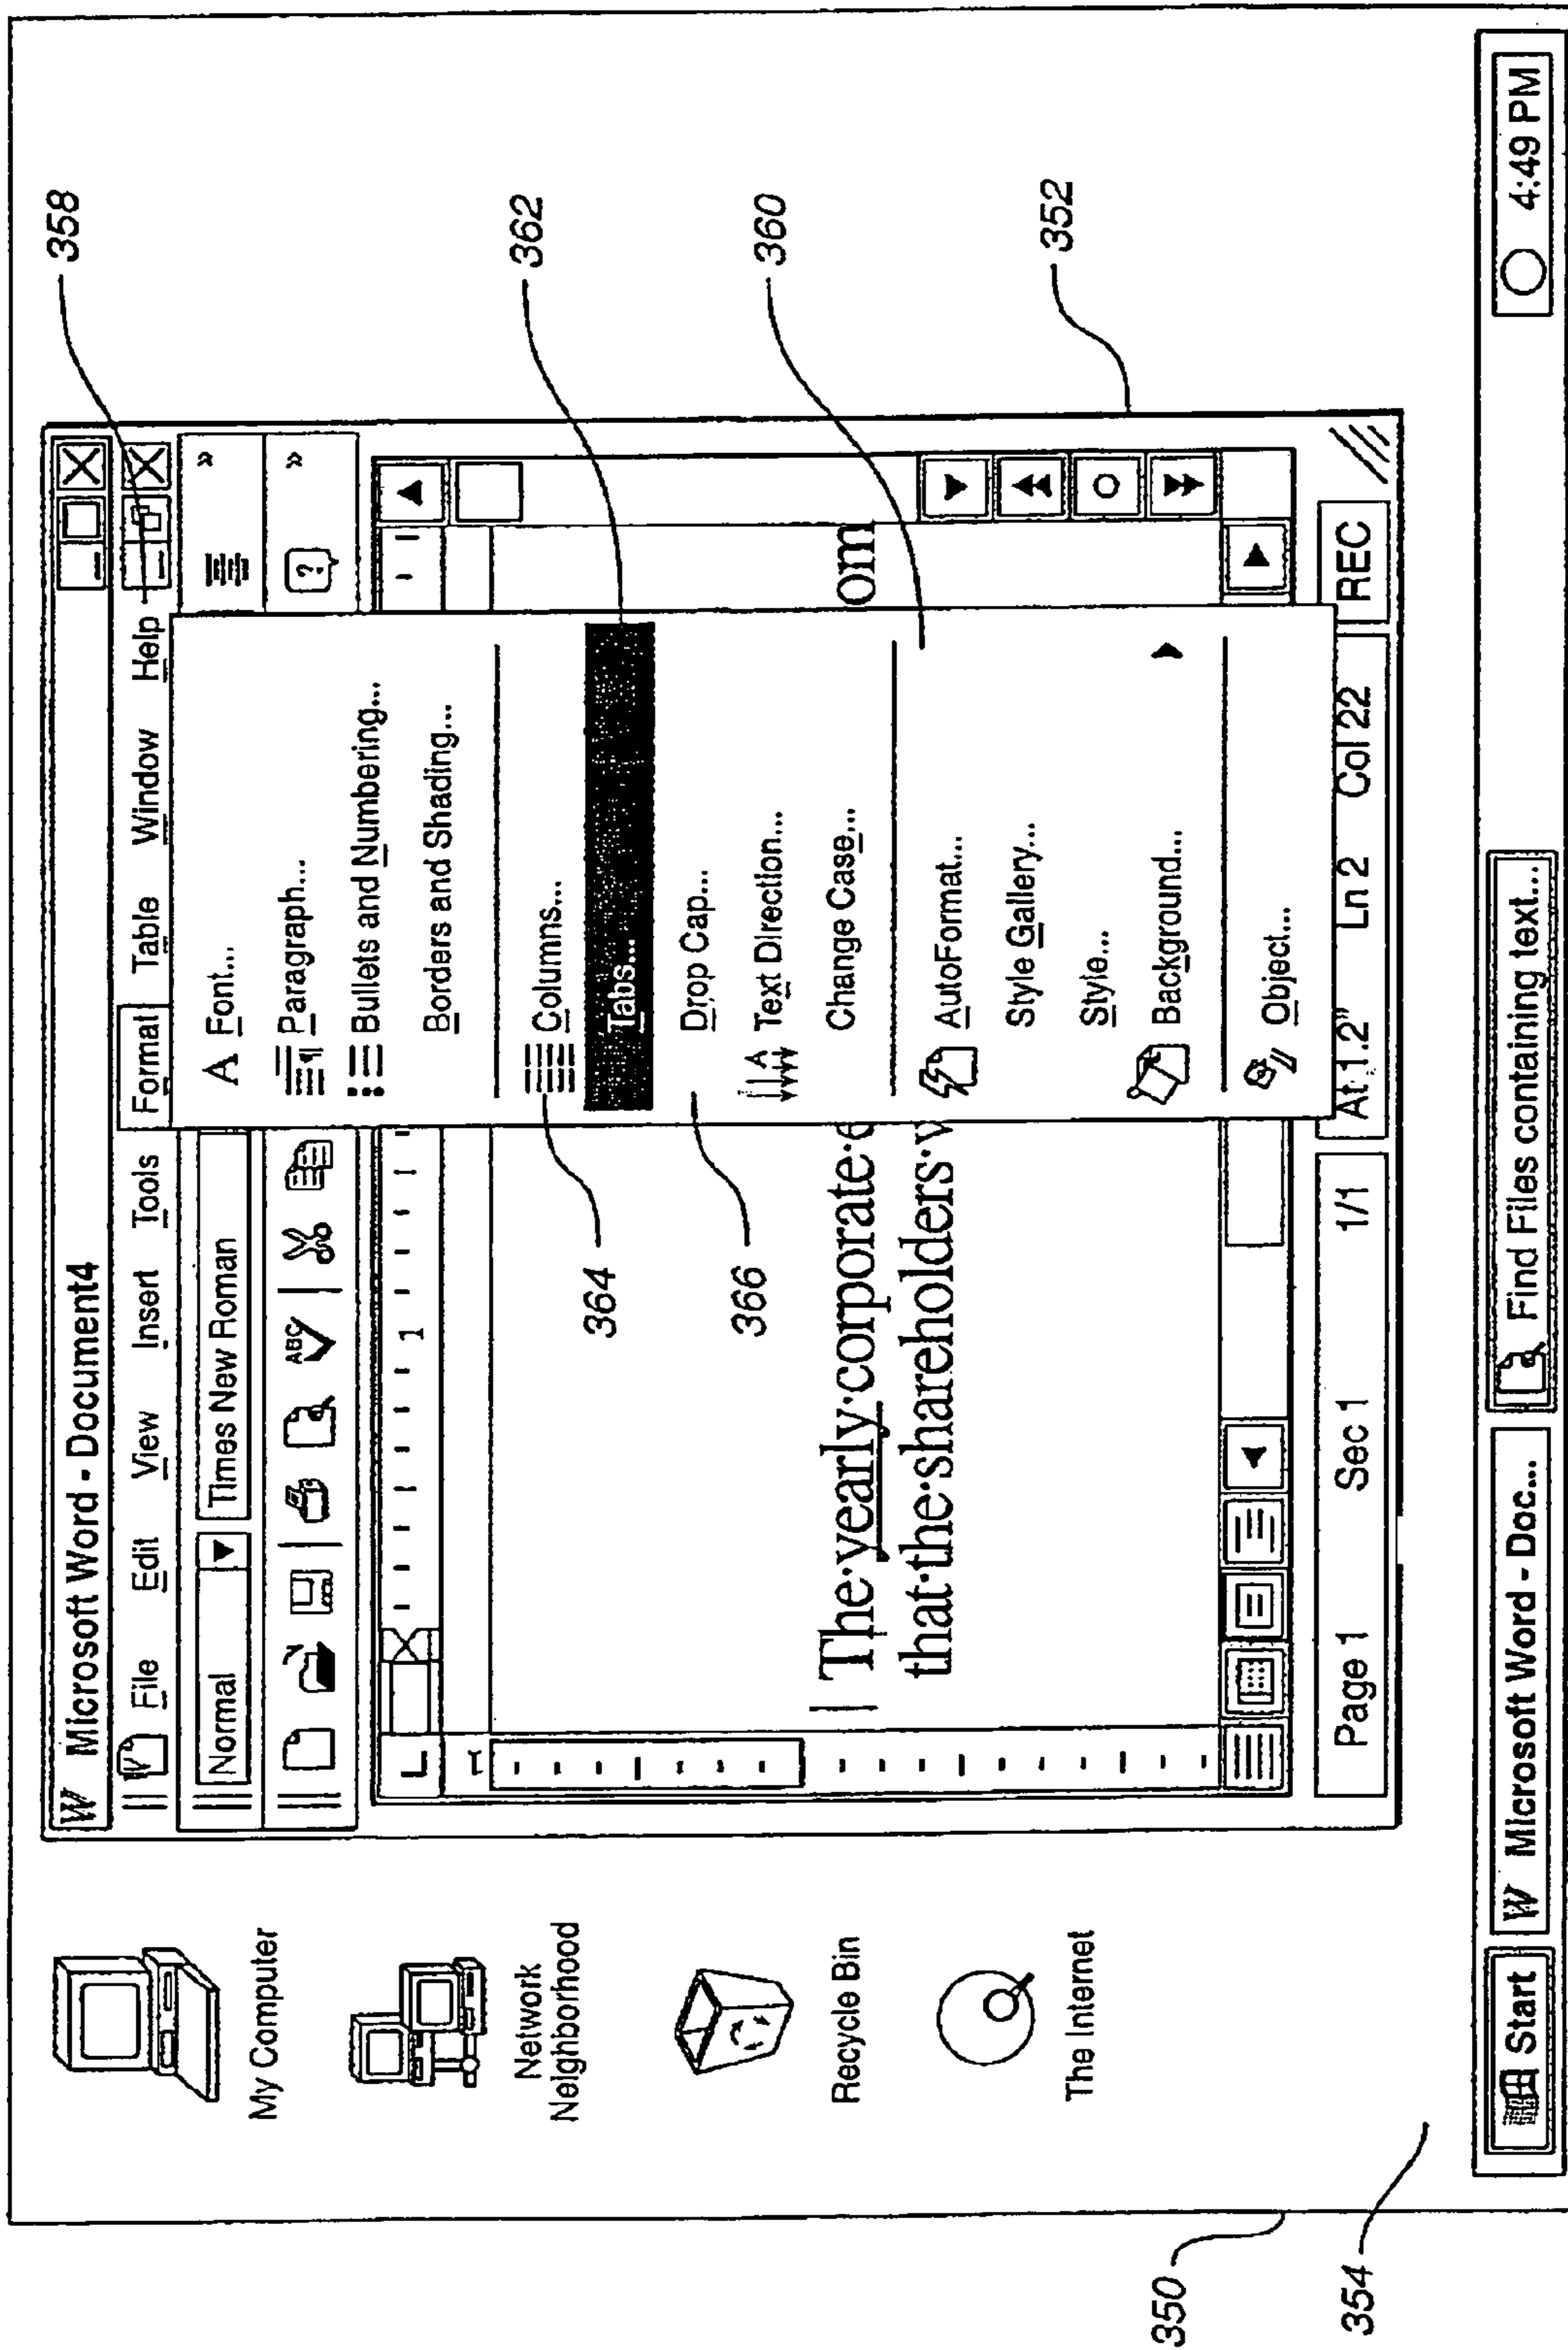 W Microsoft Word - Document4
File Edit View Insert Tools Format Table Window Help
Normal Times New Roman »
ABC ? »
L 1
A Font...
Paragraph...
Bullets and Numbering...
Borders and Shading...
Columns...
Tabs...
Drop Cap...
Text Direction...
Change Case...
AutoFormat...
Style Gallery...
Style...
Background...
Object...
The·yearly·corporate·e om
that·the·shareholders·v
Page 1 Sec 1 1/1 At 1.2" Ln 2 Col 22 REC
My Computer
Network
Neighborhood
Recycle Bin
The Internet
Start W Microsoft Word - Doc... Find Files containing text... 4:49 PM
358
362
360
352
364
366
350
354